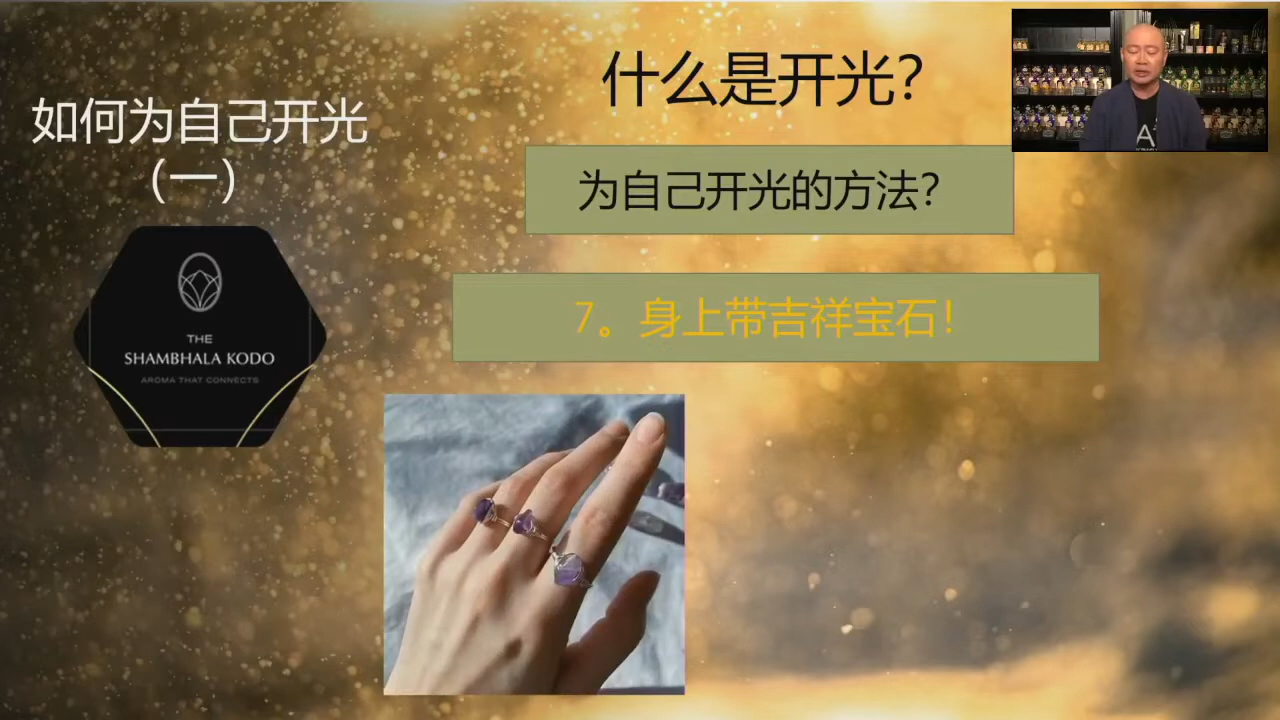 如何为自己开光
（一）
THE
SHAMBHALA KODO
AROMA THAT CONNECTS
什么是开光？
为自己开光的方法？
7。身上带吉祥宝石！
A